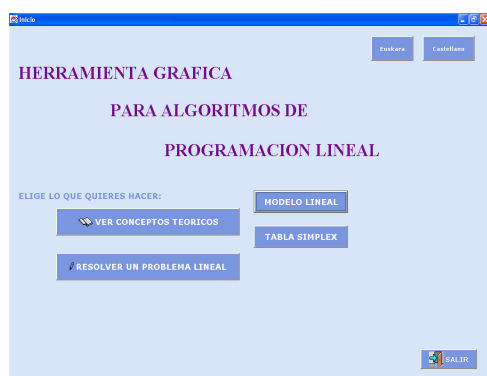 Inicio
Euskara
Castellano
HERRAMIENTA GRAFICA
PARA ALGORITMOS DE
PROGRAMACION LINEAL
ELIGE LO QUE QUIERES HACER:
MODELO LINEAL
VER CONCEPTOS TEORICOS
TABLA SIMPLEX
RESOLVER UN PROBLEMA LINEAL
SALIR